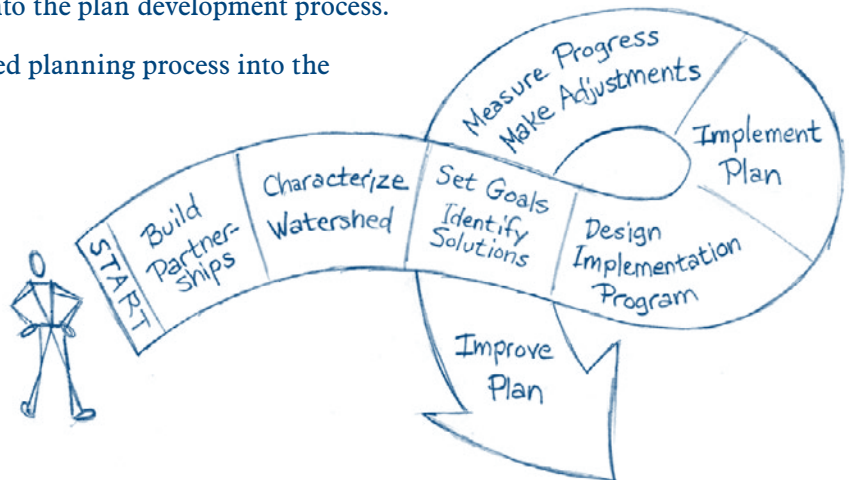 nto the plan development process.
ed planning process into the
START
Build
Partner-
ships
Characterize
Watershed
Set Goals
Identify
Solutions
Design
Implementation
Program
Implement
Plan
Measure Progress
Make Adjustments
Improve
Plan